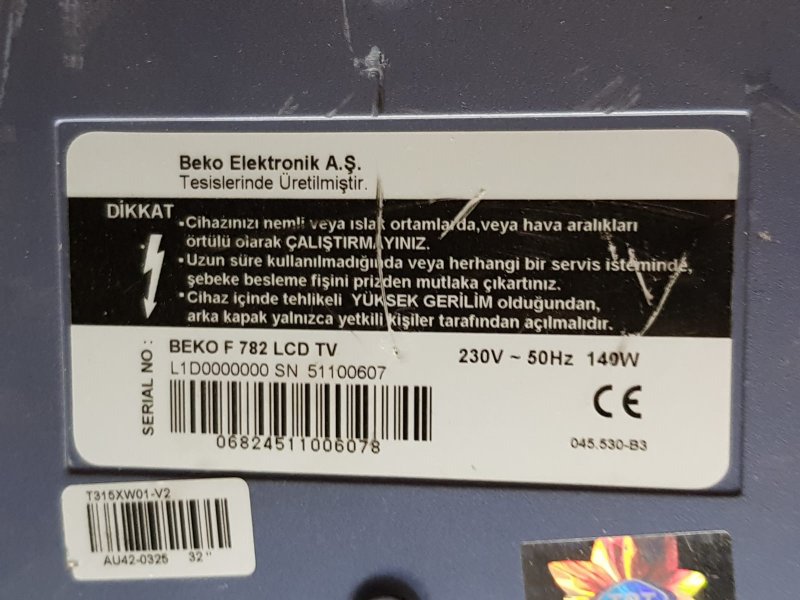 Beko Elektronik A.Ş.
Tesislerinde Üretilmiştir.
DİKKAT
•Cihazınızı nemli veya ıslak ortamlarda,veya hava aralıkları
örtülü olarak ÇALIŞTIRMAYINIZ.
•Uzun süre kullanılmadığında veya herhangi bir servis isteminde,
şebeke besleme fişini prizden mutlaka çıkartınız.
•Cihaz içinde tehlikeli YÜKSEK GERİLİM olduğundan,
arka kapak yalnızca yetkili kişiler tarafından açılmalıdır.
SERIAL NO :
BEKO F 782 LCD TV
230V ~ 50Hz 140W
L1D0000000 SN 51100607
06824511006078
CE
045.530-B3
T315XW01-V2
AU42-0325 32"